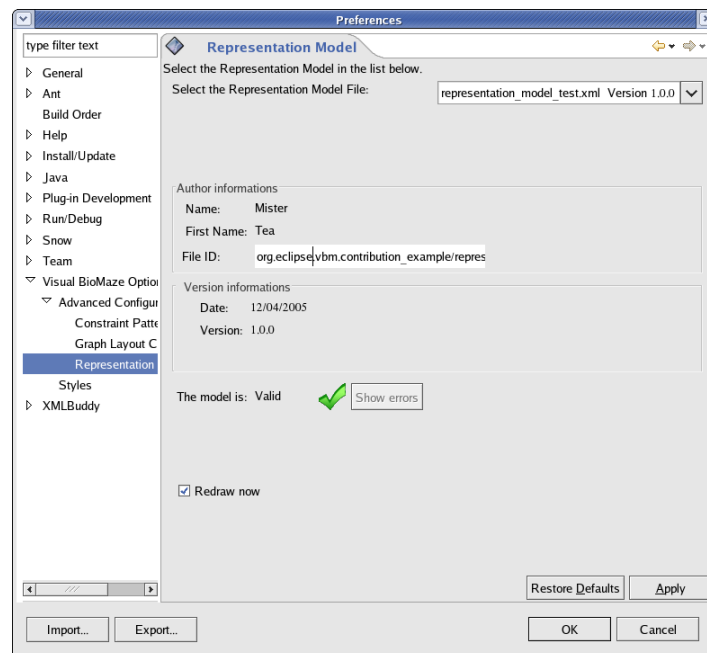 Preferences
type filter text
General
Ant
Build Order
Help
Install/Update
Java
Plug-in Development
Run/Debug
Snow
Team
Visual BioMaze Option
Advanced Configur
Constraint Patte
Graph Layout C
Representation
Styles
XMLBuddy
Representation Model
Select the Representation Model in the list below.
Select the Representation Model File: representation_model_test.xml Version 1.0.0
Author informations
Name: Mister
First Name: Tea
File ID: org.eclipse.vbm.contribution_example/repres
Version informations
Date: 12/04/2005
Version: 1.0.0
The model is: Valid Show errors
Redraw now
Restore Defaults Apply
Import... Export... OK Cancel